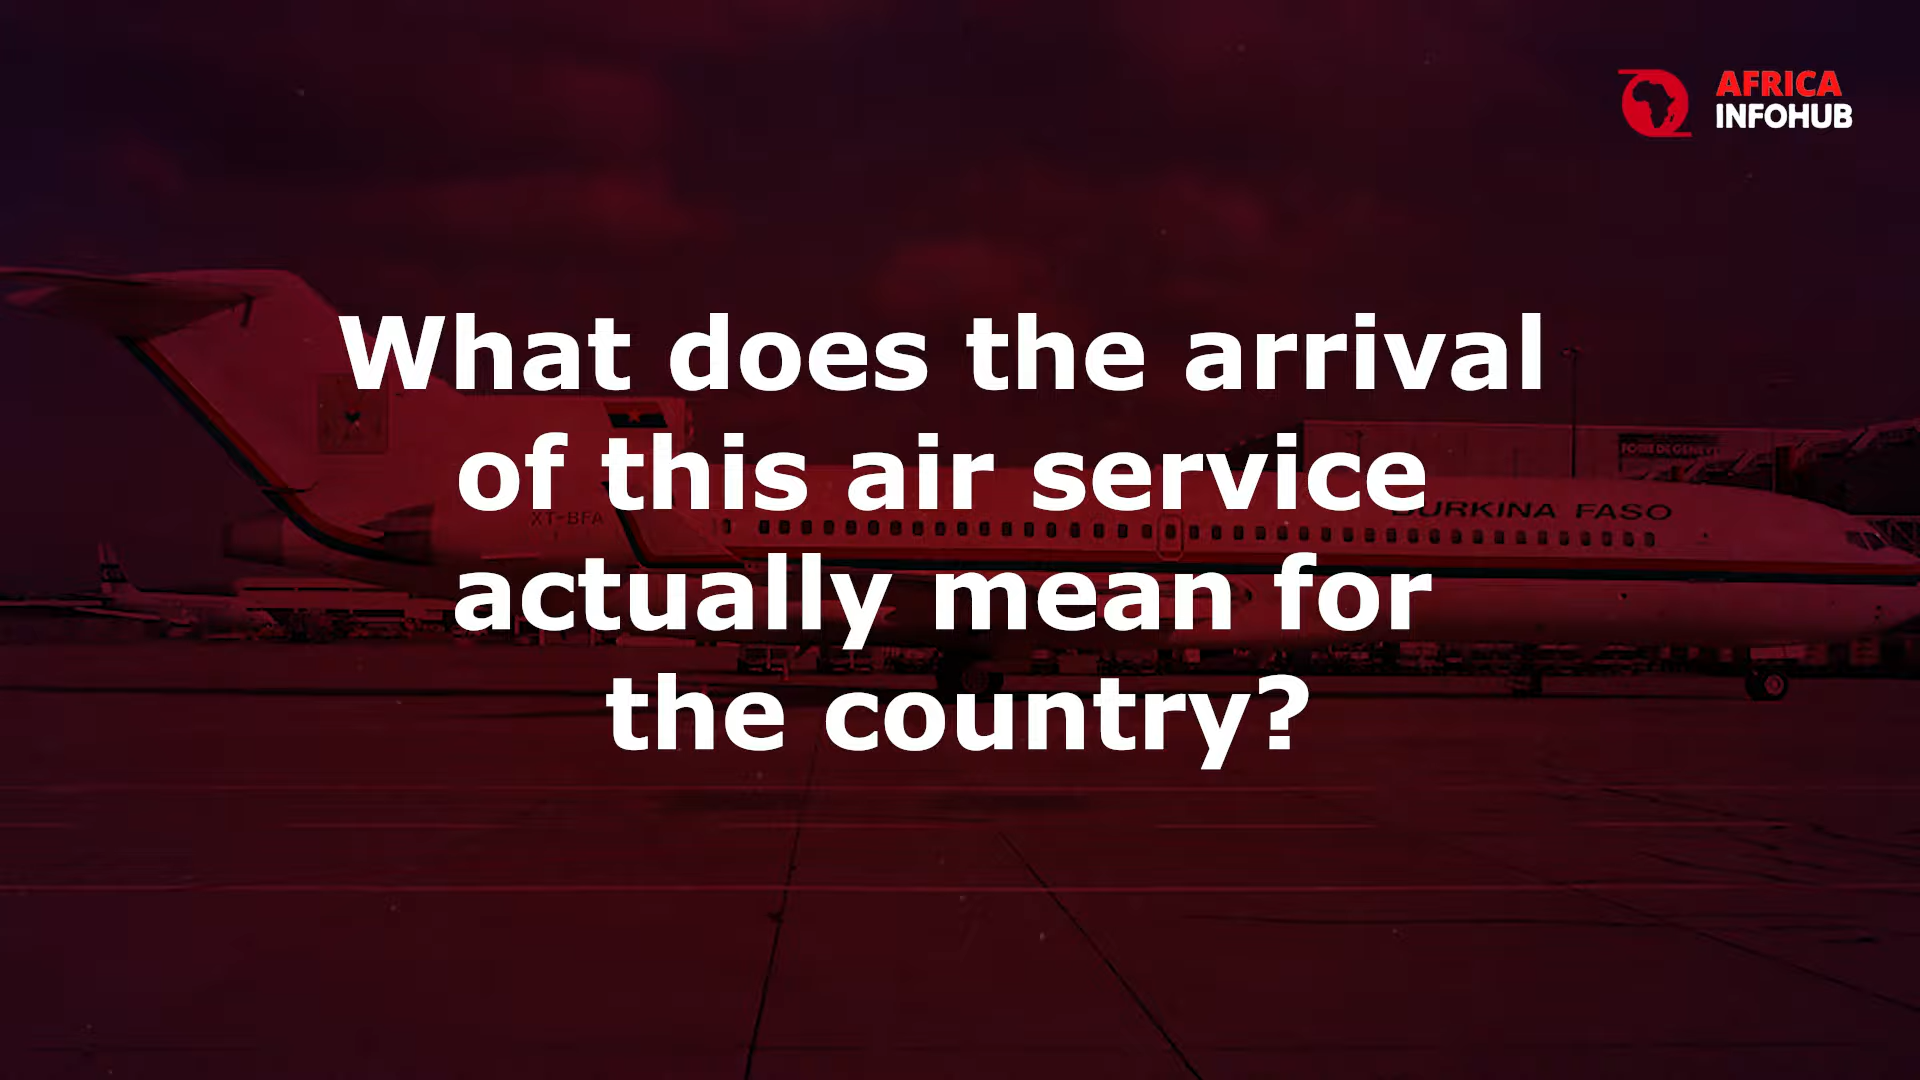 AFRICA
INFOHUB
What does the arrival
of this air service
actually mean for
the country?
XT-BFA
BURKINA FASO